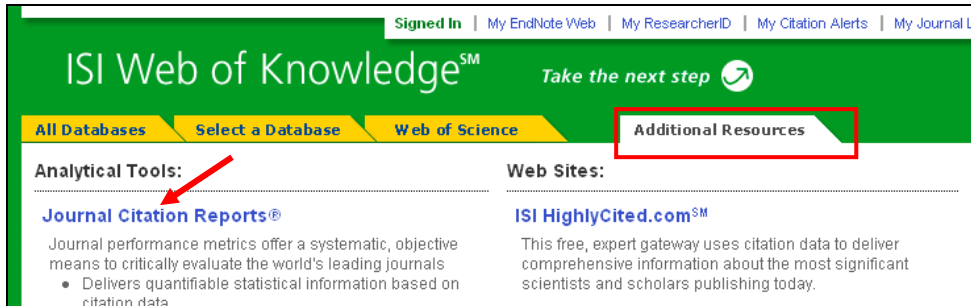 Signed In | My EndNote Web | My ResearcherID | My Citation Alerts | My Journal L
ISI Web of Knowledge℠
Take the next step
All Databases
Select a Database
Web of Science
Additional Resources
Analytical Tools:
Journal Citation Reports®
Journal performance metrics offer a systematic, objective
means to critically evaluate the world's leading journals
• Delivers quantifiable statistical information based on
citation data
Web Sites:
ISI HighlyCited.com℠
This free, expert gateway uses citation data to deliver
comprehensive information about the most significant
scientists and scholars publishing today.